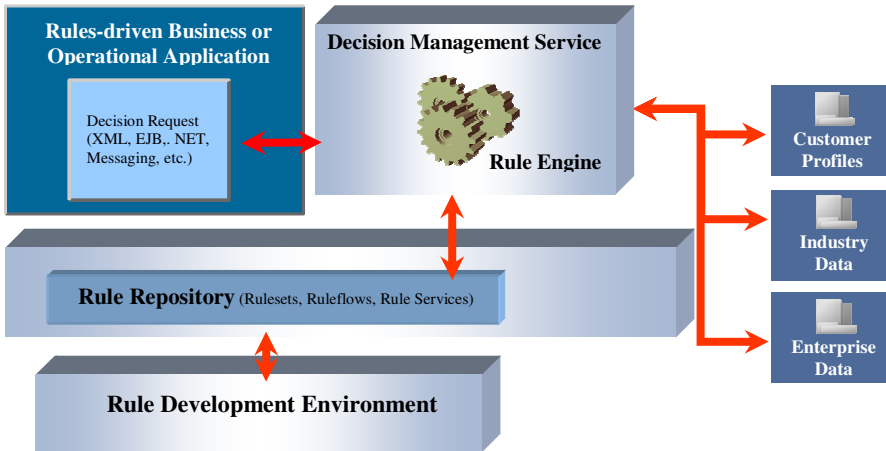 Rules-driven Business or
Operational Application
Decision Request
(XML, EJB,. NET,
Messaging, etc.)
Decision Management Service
Rule Engine
Customer
Profiles
Industry
Data
Enterprise
Data
Rule Repository (Rulesets, Ruleflows, Rule Services)
Rule Development Environment